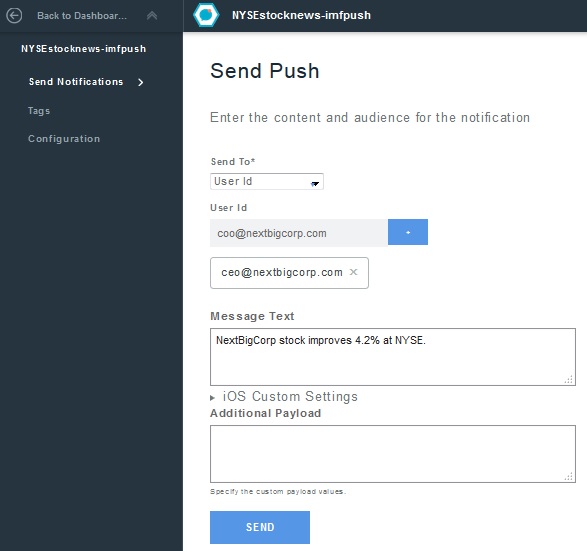 Back to Dashboar...
NYSEstocknews-imfpush
NYSEstocknews-imfpush
Send Notifications
Tags
Configuration
Send Push
Enter the content and audience for the notification
Send To*
User Id
User Id
coo@nextbigcorp.com
+
ceo@nextbigcorp.com ×
Message Text
NextBigCorp stock improves 4.2% at NYSE.
iOS Custom Settings
Additional Payload
Specify the custom payload values.
SEND